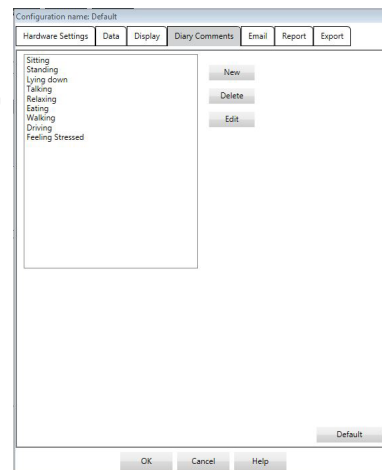 Configuration name: Default
Hardware Settings Data Display Diary Comments Email Report Export
Sitting
Standing
Lying down
Talking
Relaxing
Eating
Walking
Driving
Feeling Stressed
New
Delete
Edit
Default
OK Cancel Help